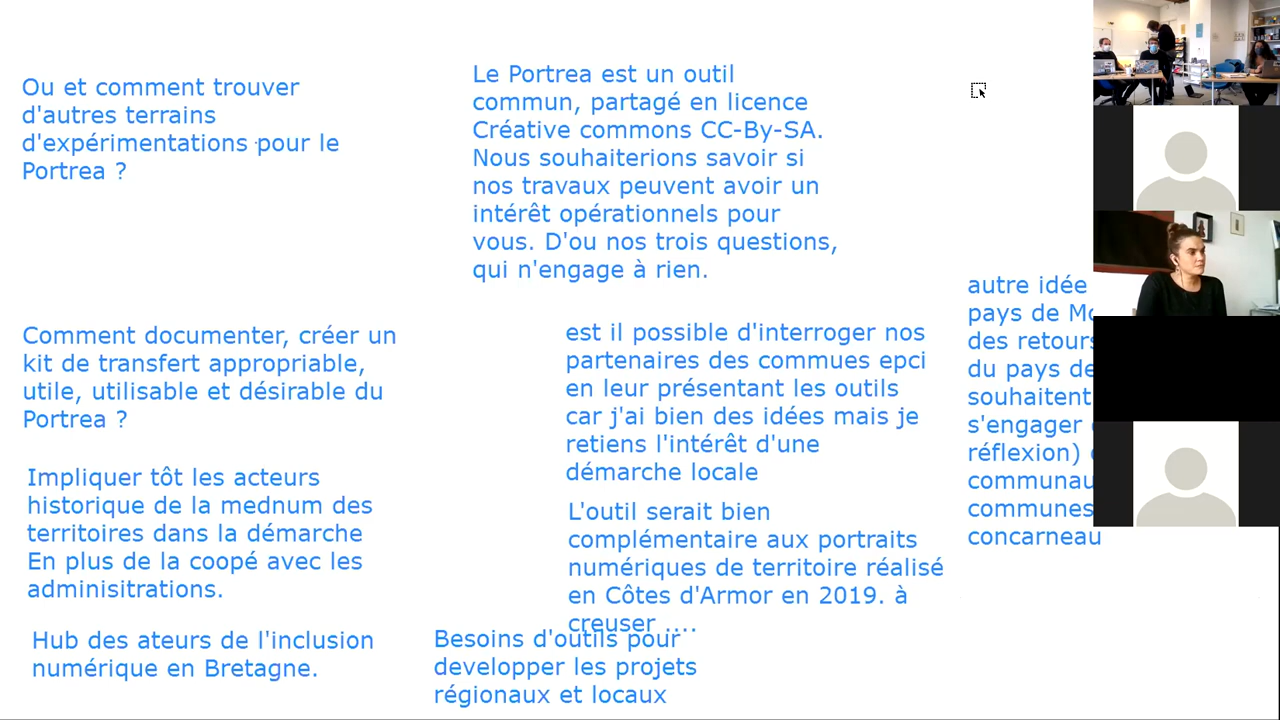 Ou et comment trouver
d'autres terrains
d'expérimentations pour le
Portrea ?
Le Portrea est un outil
commun, partagé en licence
Créative commons CC-By-SA.
Nous souhaiterions savoir si
nos travaux peuvent avoir un
intérêt opérationnels pour
vous. D'ou nos trois questions,
qui n'engage à rien.
Comment documenter, créer un
kit de transfert appropriable,
utile, utilisable et désirable du
Portrea ?
Impliquer tôt les acteurs
historique de la mednum des
territoires dans la démarche
En plus de la coopé avec les
adminisitrations.
Hub des ateurs de l'inclusion
numérique en Bretagne.
est il possible d'interroger nos
partenaires des commues epci
en leur présentant les outils
car j'ai bien des idées mais je
retiens l'intérêt d'une
démarche locale
L'outil serait bien
complémentaire aux portraits
numériques de territoire réalisé
en Côtes d'Armor en 2019. à
creuser ....
Besoins d'outils pour
developper les projets
régionaux et locaux
autre idée
pays de
des retours
du pays
souhaitent
s'engager
réflexion)
communes
concarneau